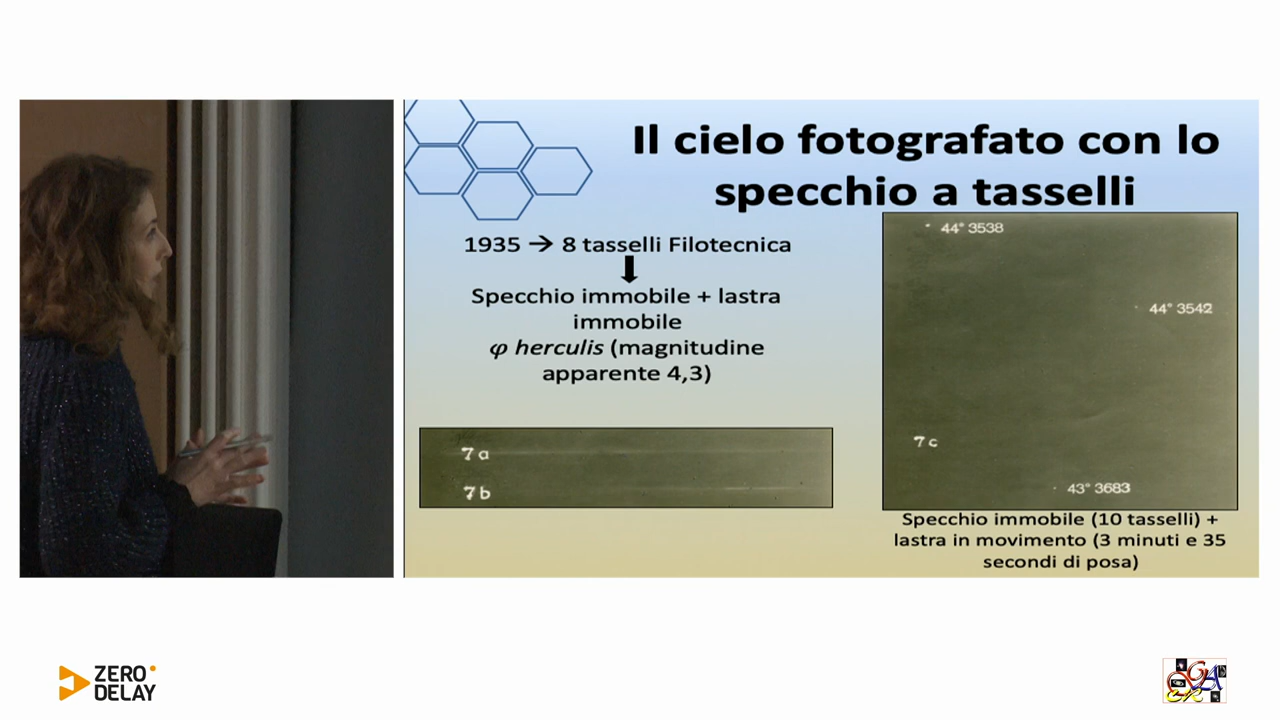 Il cielo fotografato con lo
specchio a tasselli
1935 → 8 tasselli Filotecnica
Specchio immobile + lastra
immobile
φ herculis (magnitudine
apparente 4,3)
7 a
7 b
44° 3538
44° 3542
7 c
43° 3683
Specchio immobile (10 tasselli) +
lastra in movimento (3 minuti e 35
secondi di posa)
ZERO
DELAY